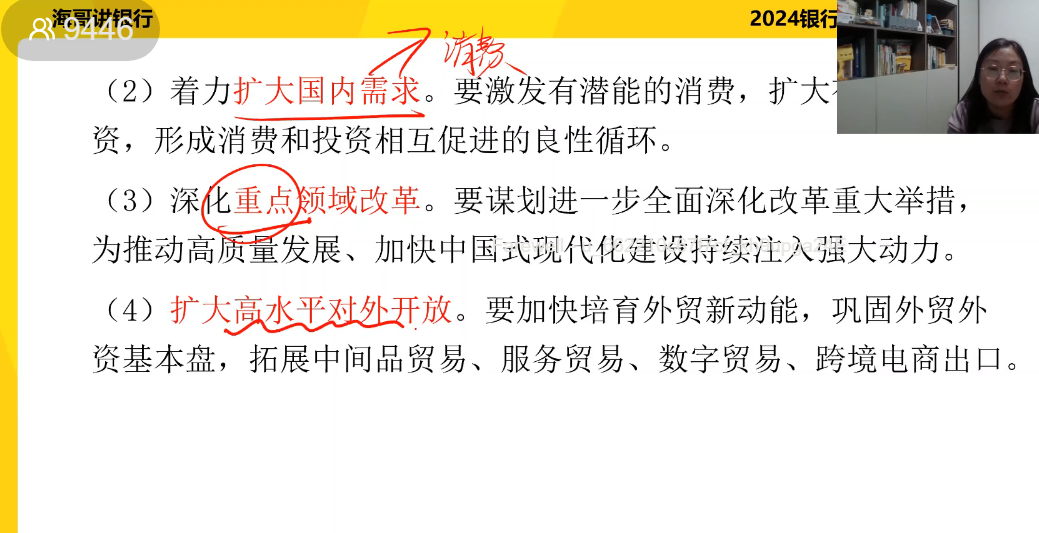 海哥讲银行
9446
2024银行
消费
（2）着力扩大国内需求。要激发有潜能的消费，扩大
资，形成消费和投资相互促进的良性循环。
（3）深化重点领域改革。要谋划进一步全面深化改革重大举措，
为推动高质量发展、加快中国式现代化建设持续注入强大动力。
（4）扩大高水平对外开放。要加快培育外贸新动能，巩固外贸外
资基本盘，拓展中间品贸易、服务贸易、数字贸易、跨境电商出口。